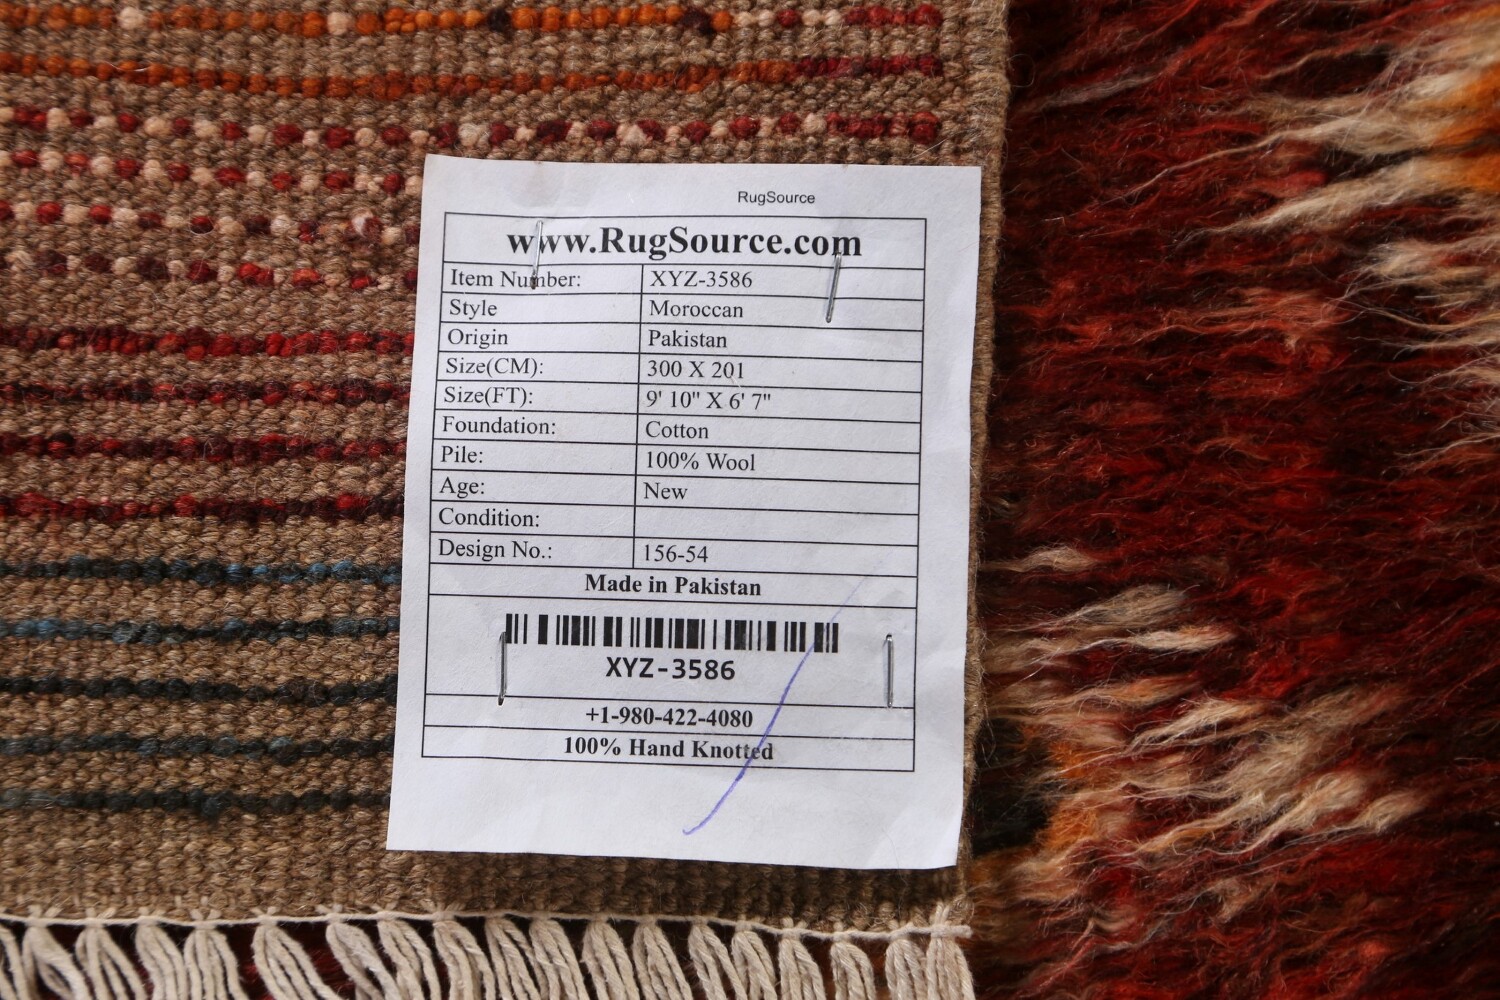 RugSource
www.RugSource.com
Item Number: XYZ-3586
Style Moroccan
Origin Pakistan
Size(CM): 300 X 201
Size(FT): 9' 10" X 6' 7"
Foundation: Cotton
Pile: 100% Wool
Age: New
Condition:
Design No.: 156-54
Made in Pakistan
XYZ-3586
+1-980-422-4080
100% Hand Knotted